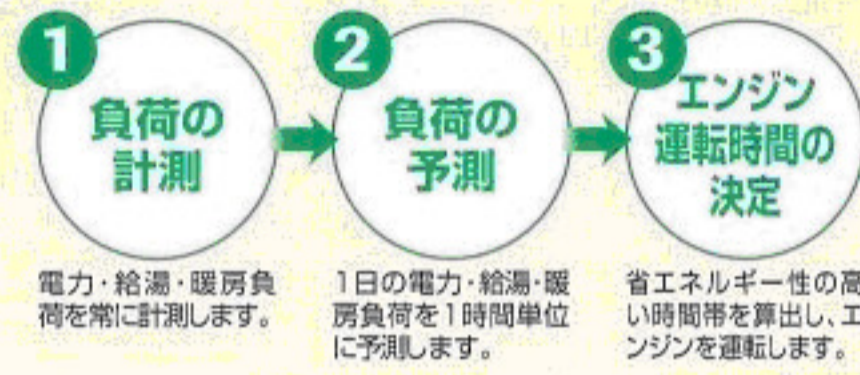 1
負荷の
計測
電力・給湯・暖房負
荷を常に計測します。
2
負荷の
予測
1日の電力・給湯・暖
房負荷を1時間単位
に予測します。
3
エンジン
運転時間の
決定
省エネルギー性の高
い時間帯を算出し、エ
ンジンを運転します。